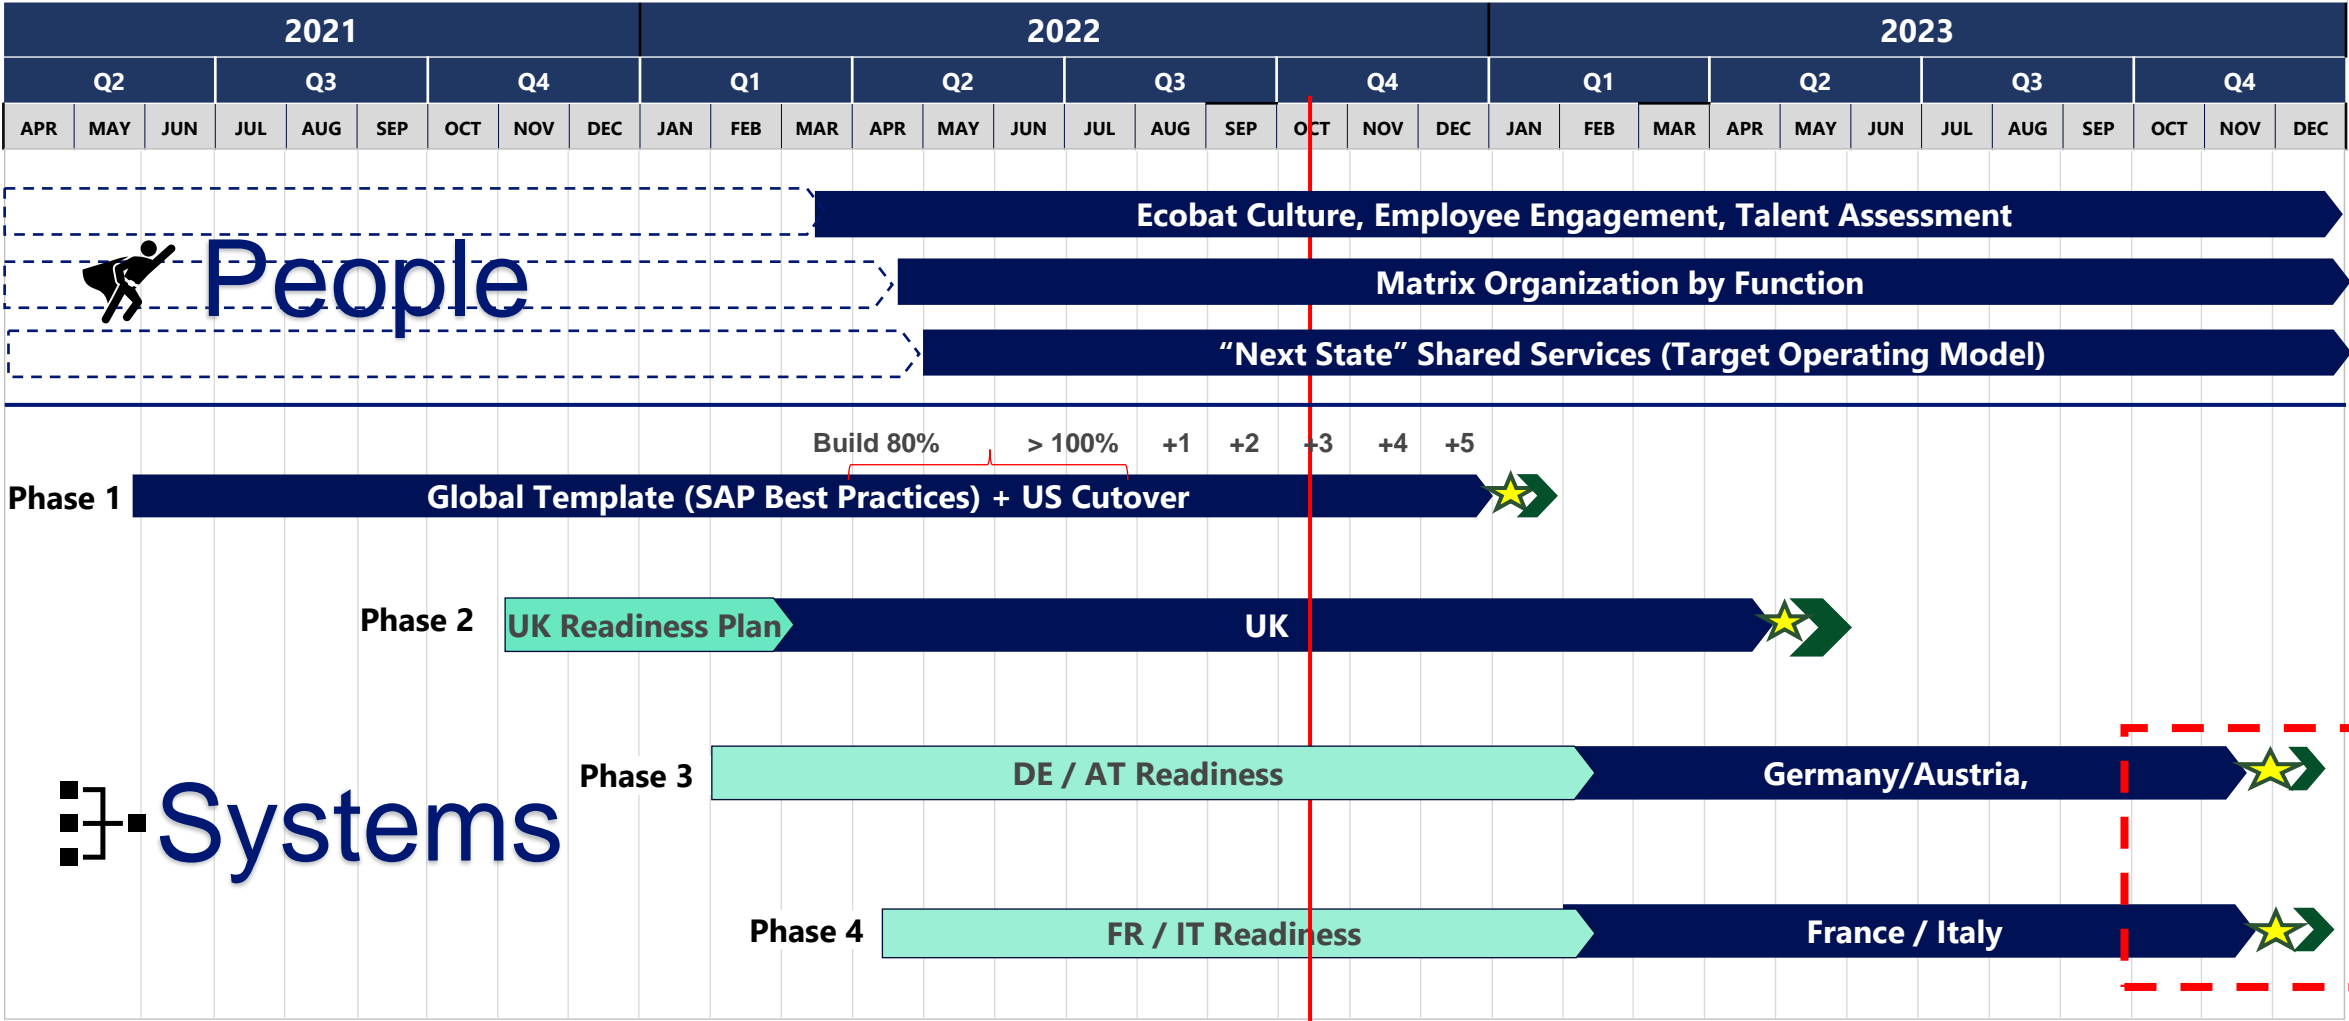 2021 2022 2023
Q2 Q3 Q4 Q1 Q2 Q3 Q4 Q1 Q2 Q3 Q4
APR MAY JUN JUL AUG SEP OCT NOV DEC JAN FEB MAR APR MAY JUN JUL AUG SEP OCT NOV DEC JAN FEB MAR APR MAY JUN JUL AUG SEP OCT NOV DEC
Ecobat Culture, Employee Engagement, Talent Assessment
People
Matrix Organization by Function
“Next State” Shared Services (Target Operating Model)
Build 80% > 100% +1 +2 +3 +4 +5
Phase 1 Global Template (SAP Best Practices) + US Cutover
Phase 2 UK Readiness Plan UK
Phase 3 DE / AT Readiness Germany/Austria,
Systems
Phase 4 FR / IT Readiness France / Italy